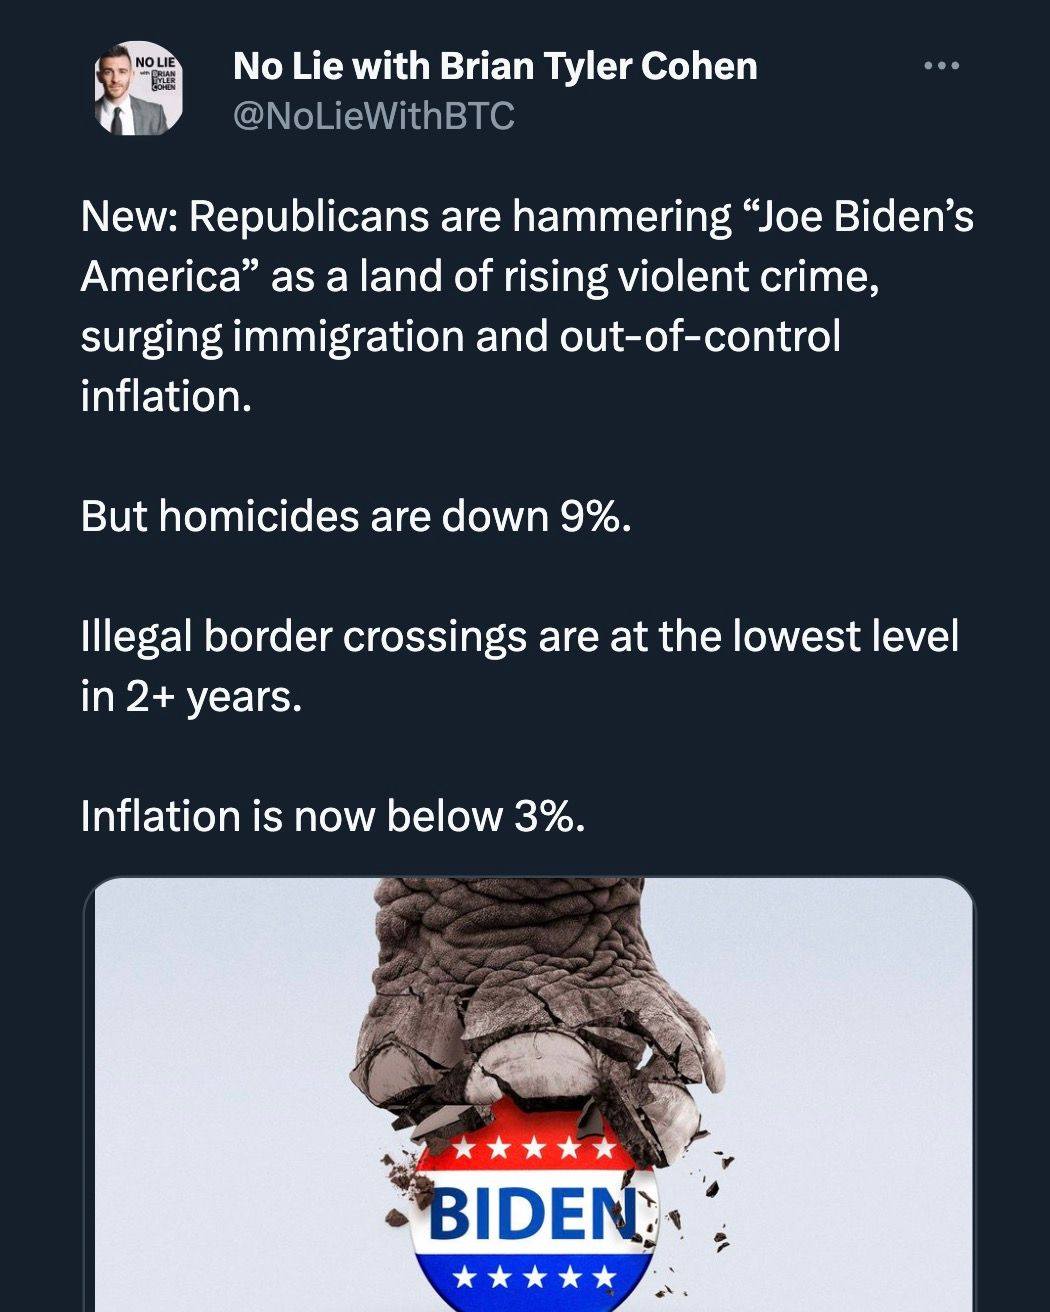 NO LIE
with BRIAN
TYLER
COHEN
No Lie with Brian Tyler Cohen
@NoLieWithBTC
New: Republicans are hammering “Joe Biden’s
America” as a land of rising violent crime,
surging immigration and out-of-control
inflation.
But homicides are down 9%.
Illegal border crossings are at the lowest level
in 2+ years.
Inflation is now below 3%.
BIDEN